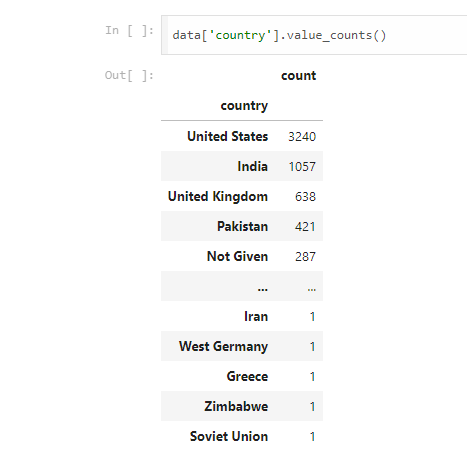 In [ ]: data['country'].value_counts()
Out[ ]: count
country
United States 3240
India 1057
United Kingdom 638
Pakistan 421
Not Given 287
... ...
Iran 1
West Germany 1
Greece 1
Zimbabwe 1
Soviet Union 1